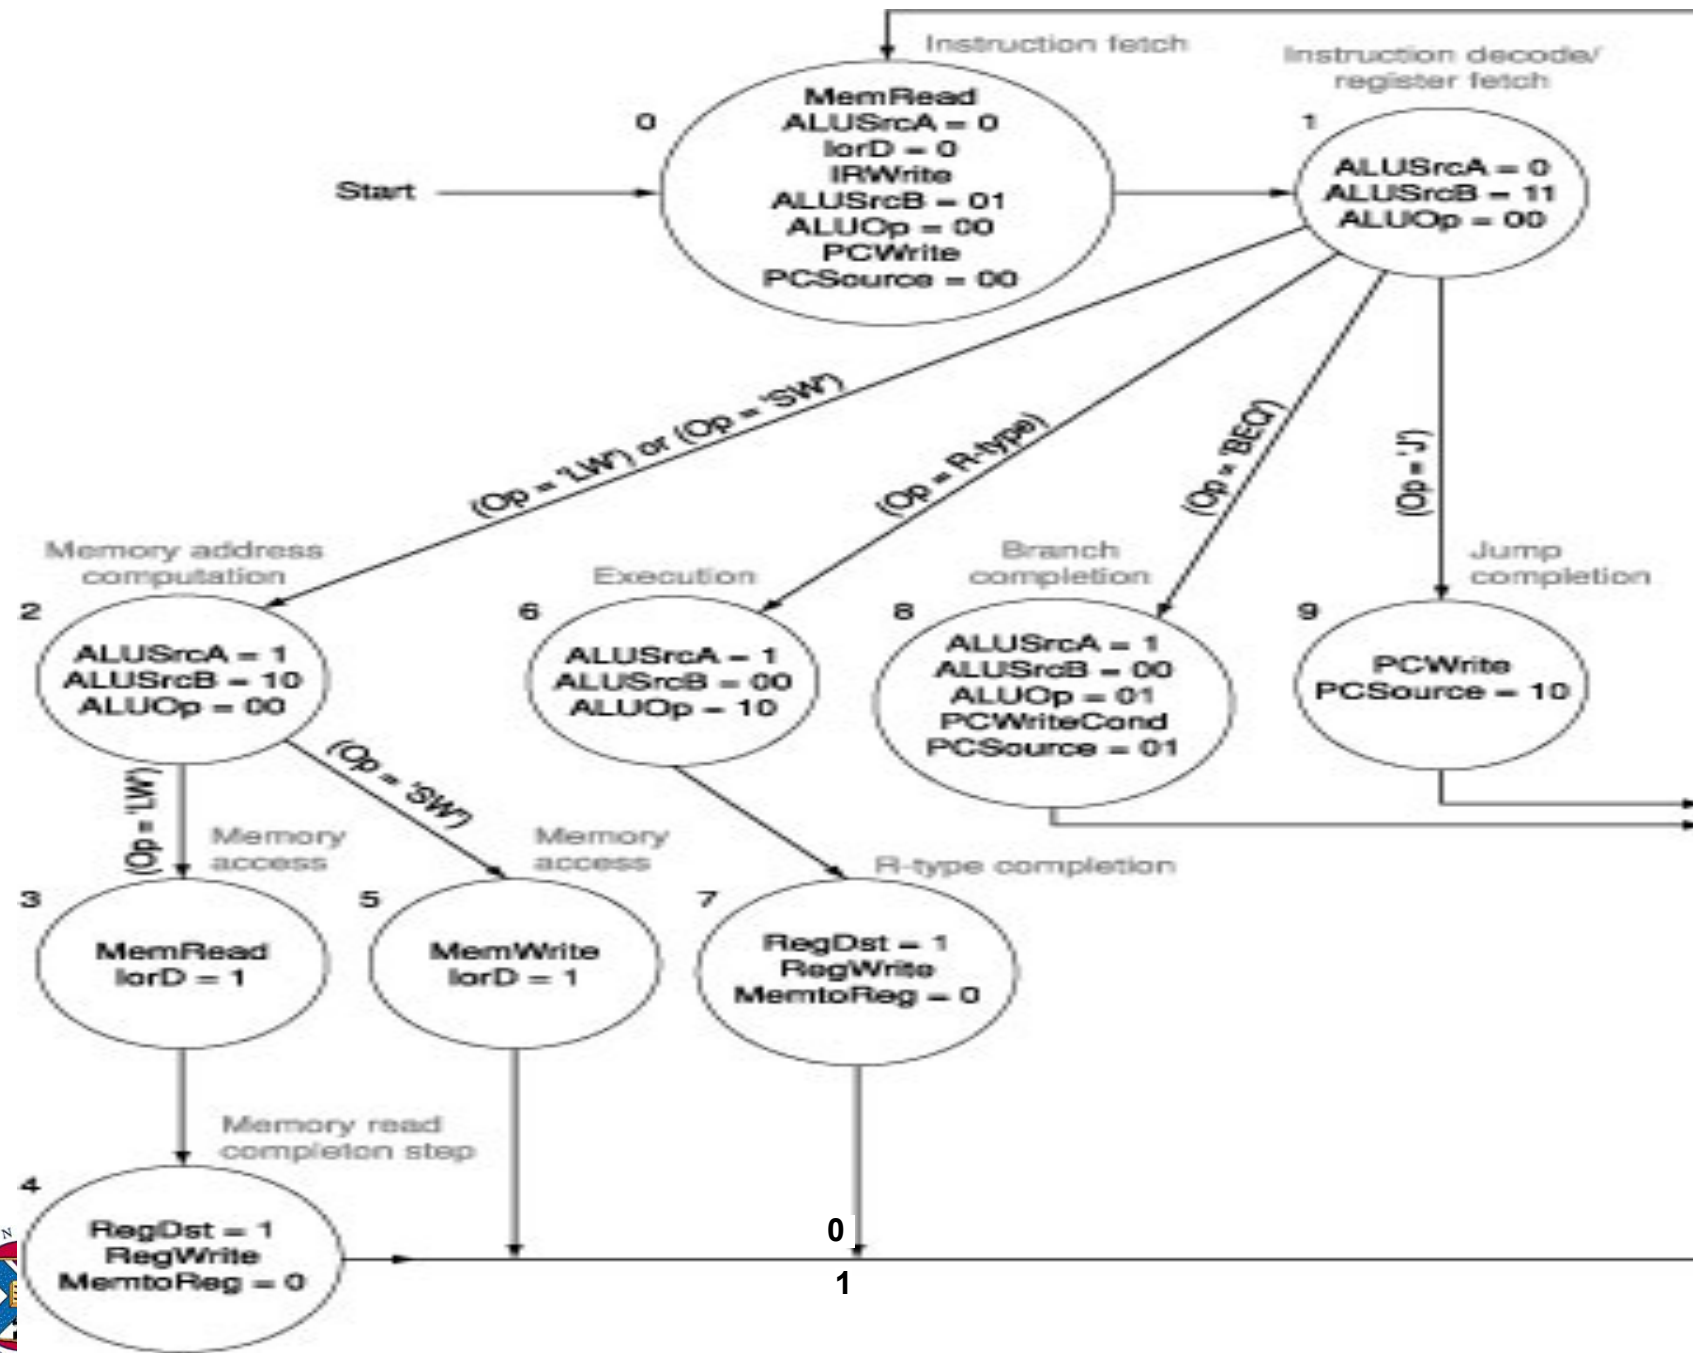 Instruction fetch
Instruction decode/
register fetch
0
MemRead
ALUSrcA = 0
IorD = 0
IRWrite
ALUSrcB = 01
ALUOp = 00
PCWrite
PCSource = 00
1
ALUSrcA = 0
ALUSrcB = 11
ALUOp = 00
Start
(Op = 'LW') or (Op = 'SW')
(Op = R-type)
(Op = 'BEQ')
(Op = 'J')
Memory address
computation
2
ALUSrcA = 1
ALUSrcB = 10
ALUOp = 00
Execution
6
ALUSrcA = 1
ALUSrcB = 00
ALUOp = 10
Branch
completion
8
ALUSrcA = 1
ALUSrcB = 00
ALUOp = 01
PCWriteCond
PCSource = 01
Jump
completion
9
PCWrite
PCSource = 10
(Op = 'LW')
(Op = 'SW')
Memory
access
3
MemRead
IorD = 1
Memory
access
5
MemWrite
IorD = 1
R-type completion
7
RegDst = 1
RegWrite
MemtoReg = 0
Memory read
completon step
4
RegDst = 1
RegWrite
MemtoReg = 0
0
1
N